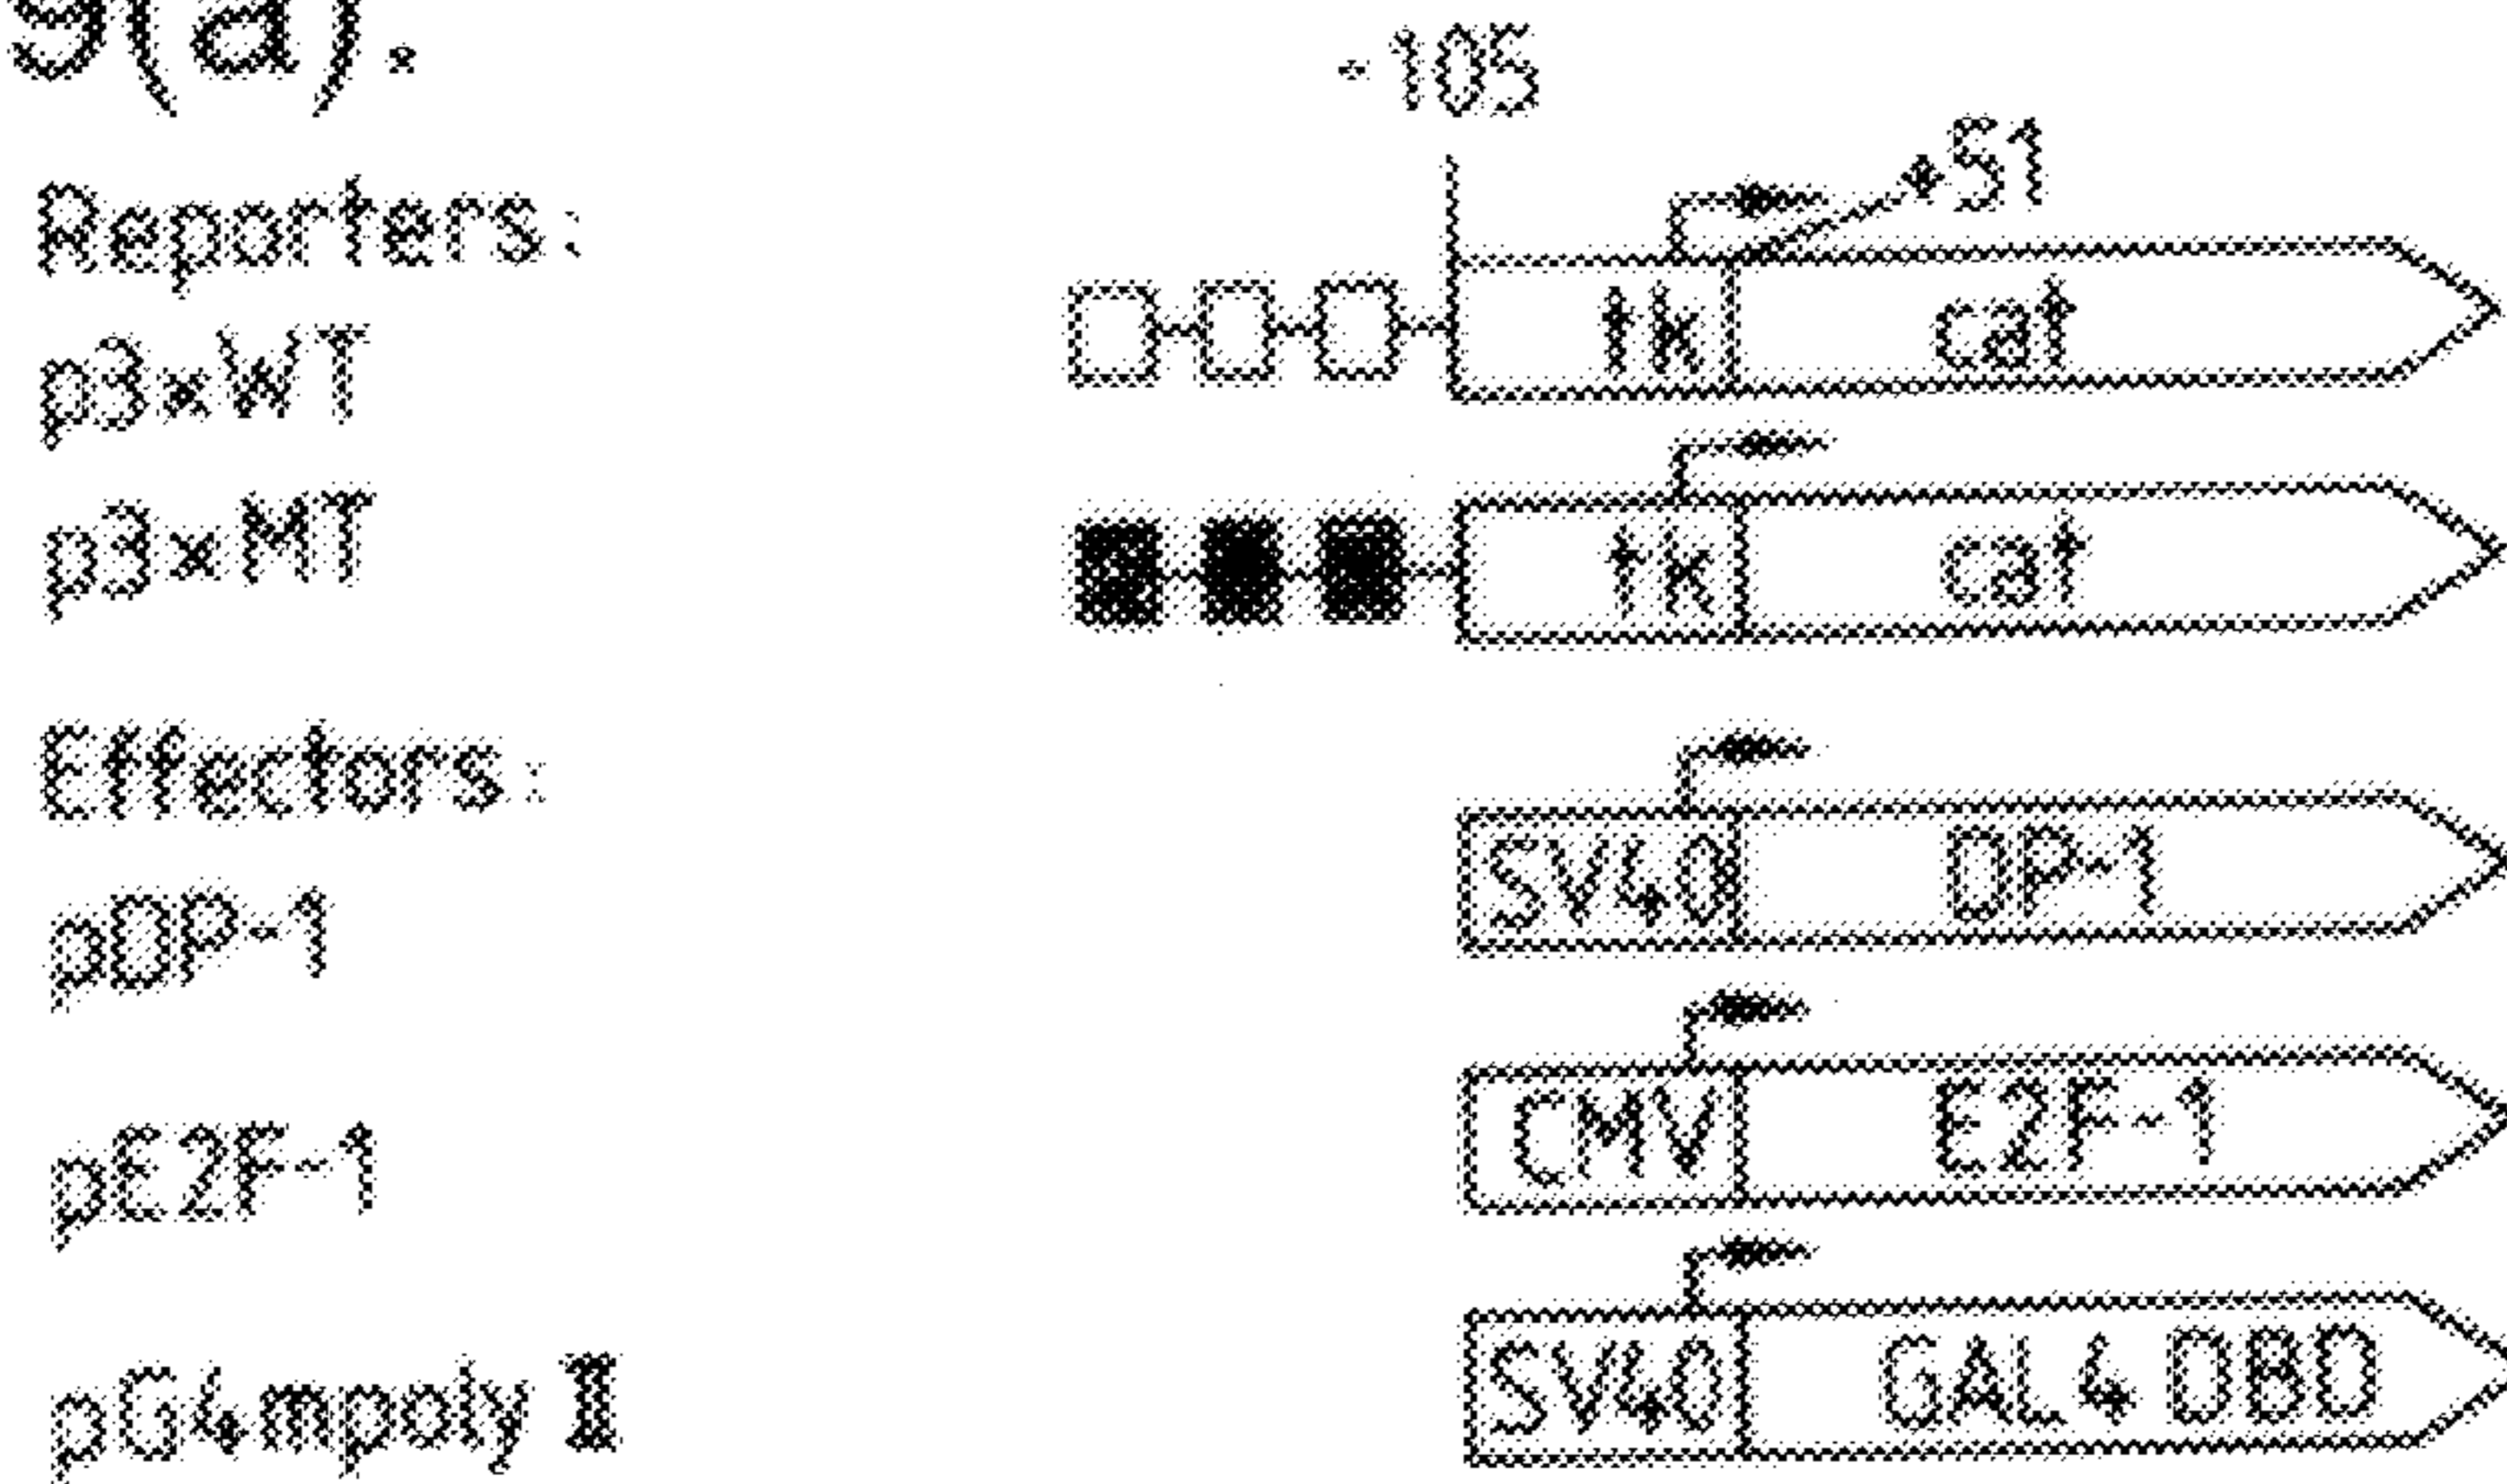 9(a).
-105
+51
Reporters:
p3xWT tk cat
p3xMT tk cat
Effectors:
pDP-1 SV40 DP-1
pE2F-1 CMV E2F-1
pG4mpoly II SV40 GAL4 DBD